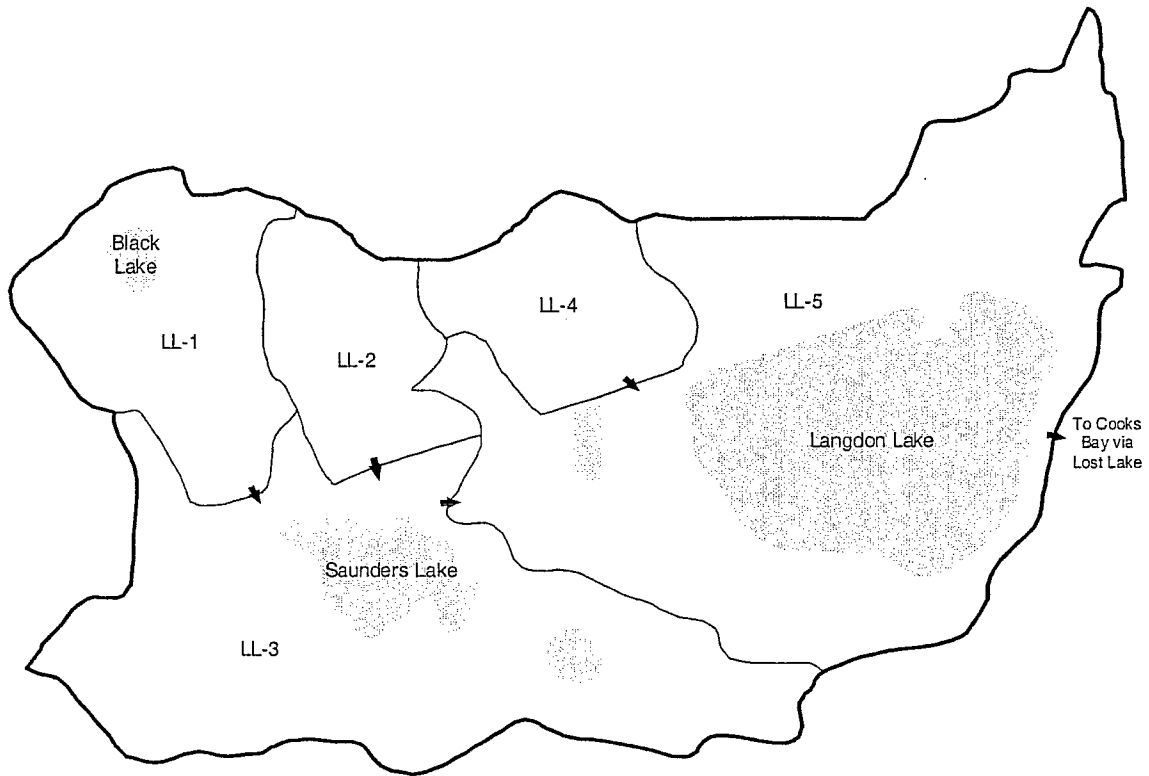 Black
Lake
LL-1
LL-2
LL-4
LL-5
Langdon Lake
To Cooks
Bay via
Lost Lake
Saunders Lake
LL-3